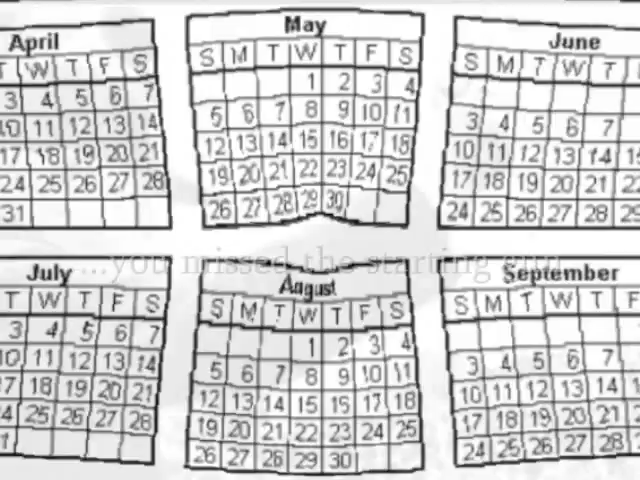 April
T W T F S
3 4 5 6 7
10 11 12 13 14
17 18 19 20 21
24 25 26 27 28
31
May
S M T W T F S
1 2 3 4
5 6 7 8 9 10 11
12 13 14 15 16 17 18
19 20 21 22 23 24 25
26 27 28 29 30
June
S M T W T
3 4 5 6 7
10 11 12 13 14
17 18 19 20 21
24 25 26 27 28
...you missed the starting gun
July
T W T F S
3 4 5 6 7
10 11 12 13 14
7 18 19 20 21
4 25 26 27 28
1
August
S M T W T F S
1 2 3 4
5 6 7 8 9 10 11
12 13 14 15 15 17 18
19 20 21 22 23 24 25
26 27 28 29 30
September
S M T W T F
3 4 5 6 7
10 11 12 13 14
17 18 19 20 21
24 25 26 27 28